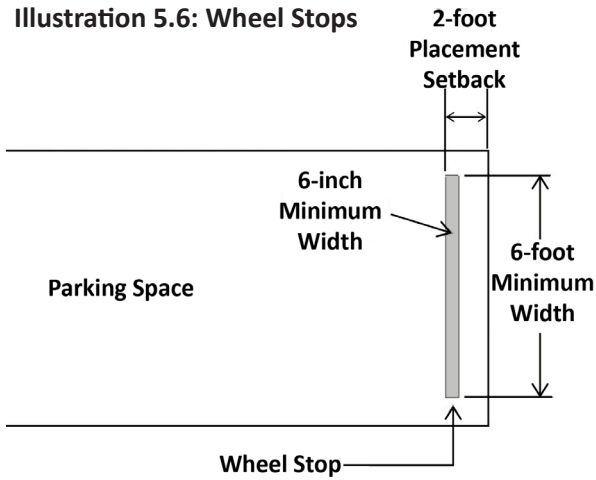 Illustration 5.6: Wheel Stops
2-foot
Placement
Setback
6-inch
Minimum
Width
6-foot
Minimum
Width
Parking Space
Wheel Stop